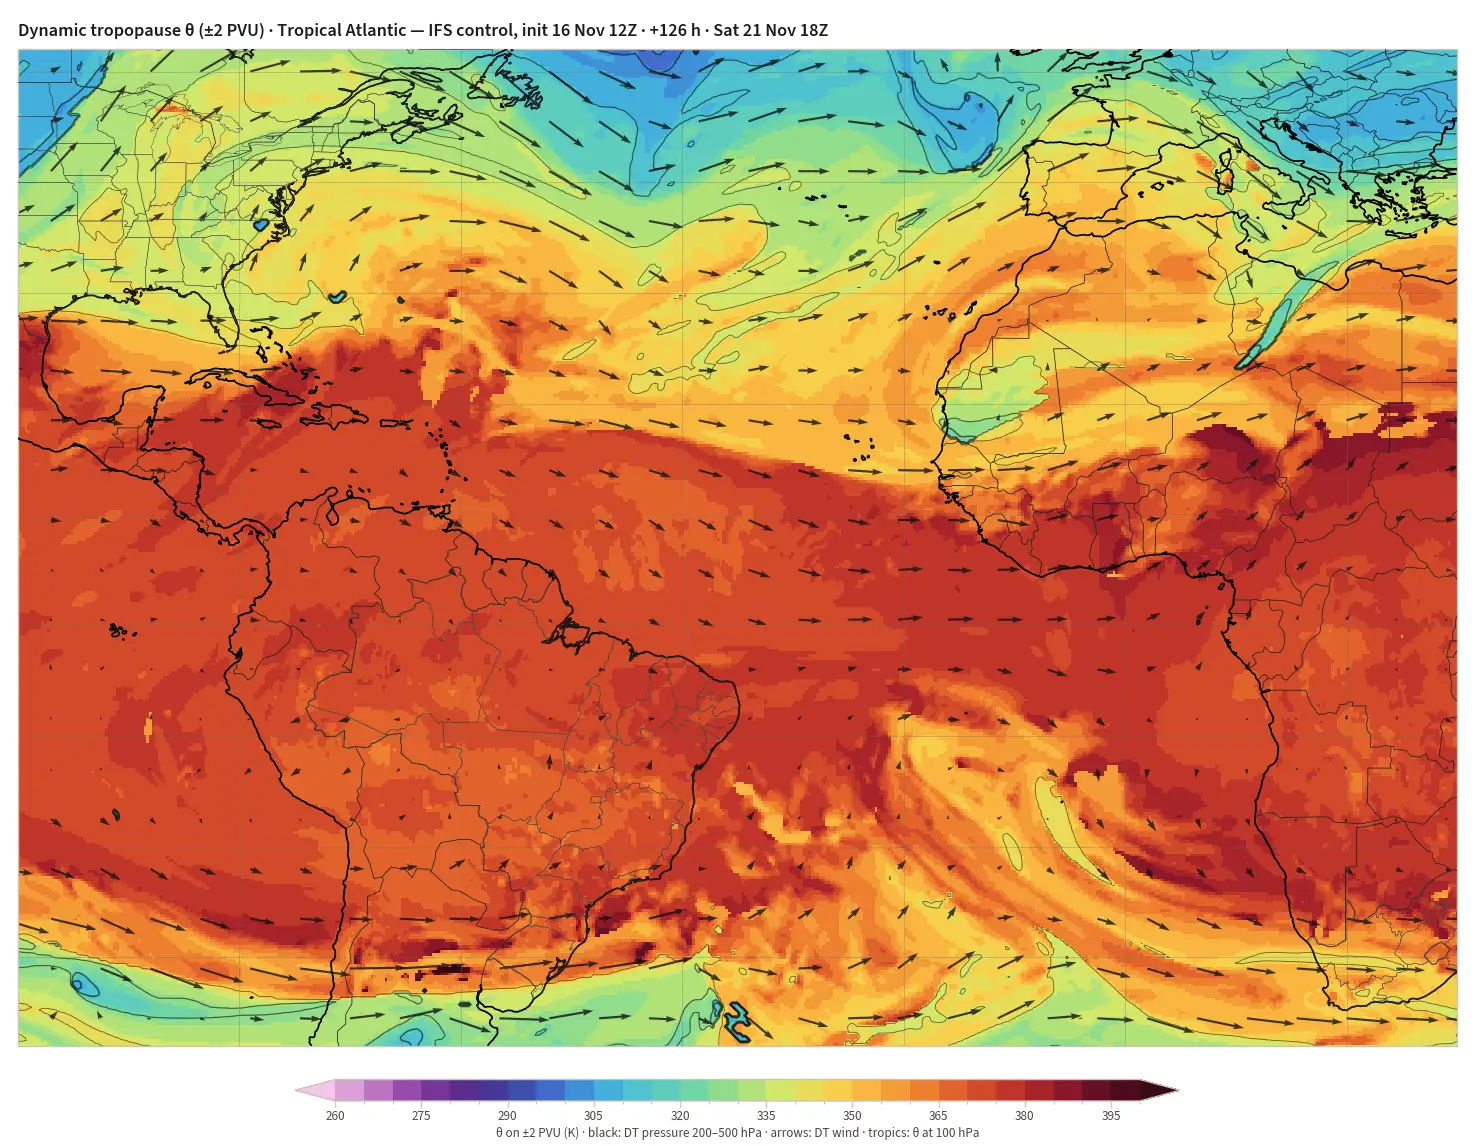 Dynamic tropopause θ (±2 PVU) · Tropical Atlantic — IFS control, init 16 Nov 12Z · +126 h · Sat 21 Nov 18Z
260 275 290 305 320 335 350 365 380 395
θ on ±2 PVU (K) · black: DT pressure 200–500 hPa · arrows: DT wind · tropics: θ at 100 hPa